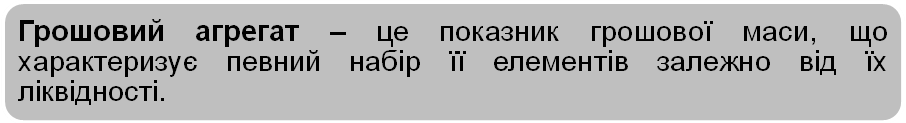 Грошовий агрегат – це показник грошової маси, що
характеризує певний набір її елементів залежно від їх
ліквідності.